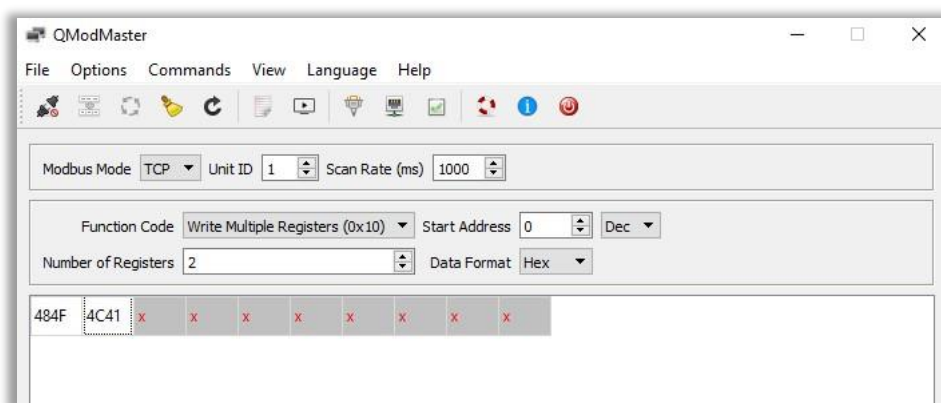 QModMaster
File Options Commands View Language Help
Modbus Mode TCP Unit ID 1 Scan Rate (ms) 1000
Function Code Write Multiple Registers (0x10) Start Address 0 Dec
Number of Registers 2 Data Format Hex
484F 4C41 x x x x x x x x